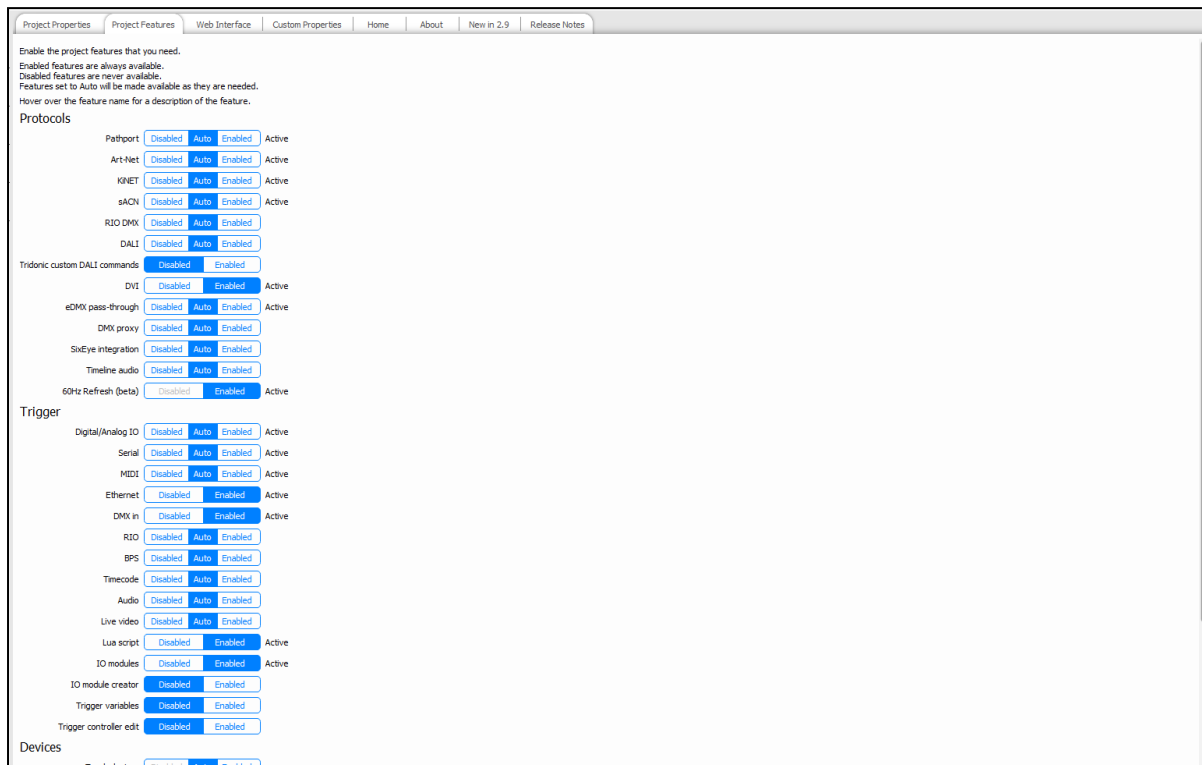 Project Properties Project Features Web Interface Custom Properties Home About New in 2.9 Release Notes
Enable the project features that you need.
Enabled features are always available.
Disabled features are never available.
Features set to Auto will be made available as they are needed.
Hover over the feature name for a description of the feature.
Protocols
Pathport Disabled Auto Enabled Active
Art-Net Disabled Auto Enabled Active
KiNET Disabled Auto Enabled Active
sACN Disabled Auto Enabled Active
RIO DMX Disabled Auto Enabled
DALI Disabled Auto Enabled
Tridonic custom DALI commands Disabled Enabled
DVI Disabled Enabled Active
eDMX pass-through Disabled Auto Enabled Active
DMX proxy Disabled Auto Enabled
SixEye integration Disabled Auto Enabled
Timeline audio Disabled Auto Enabled
60Hz Refresh (beta) Disabled Enabled Active
Trigger
Digital/Analog IO Disabled Auto Enabled Active
Serial Disabled Auto Enabled Active
MIDI Disabled Auto Enabled Active
Ethernet Disabled Enabled Active
DMX in Disabled Enabled Active
RIO Disabled Auto Enabled
BPS Disabled Auto Enabled
Timecode Disabled Auto Enabled
Audio Disabled Auto Enabled
Live video Disabled Auto Enabled
Lua script Disabled Enabled Active
IO modules Disabled Enabled Active
IO module creator Disabled Enabled
Trigger variables Disabled Enabled
Trigger controller edit Disabled Enabled
Devices